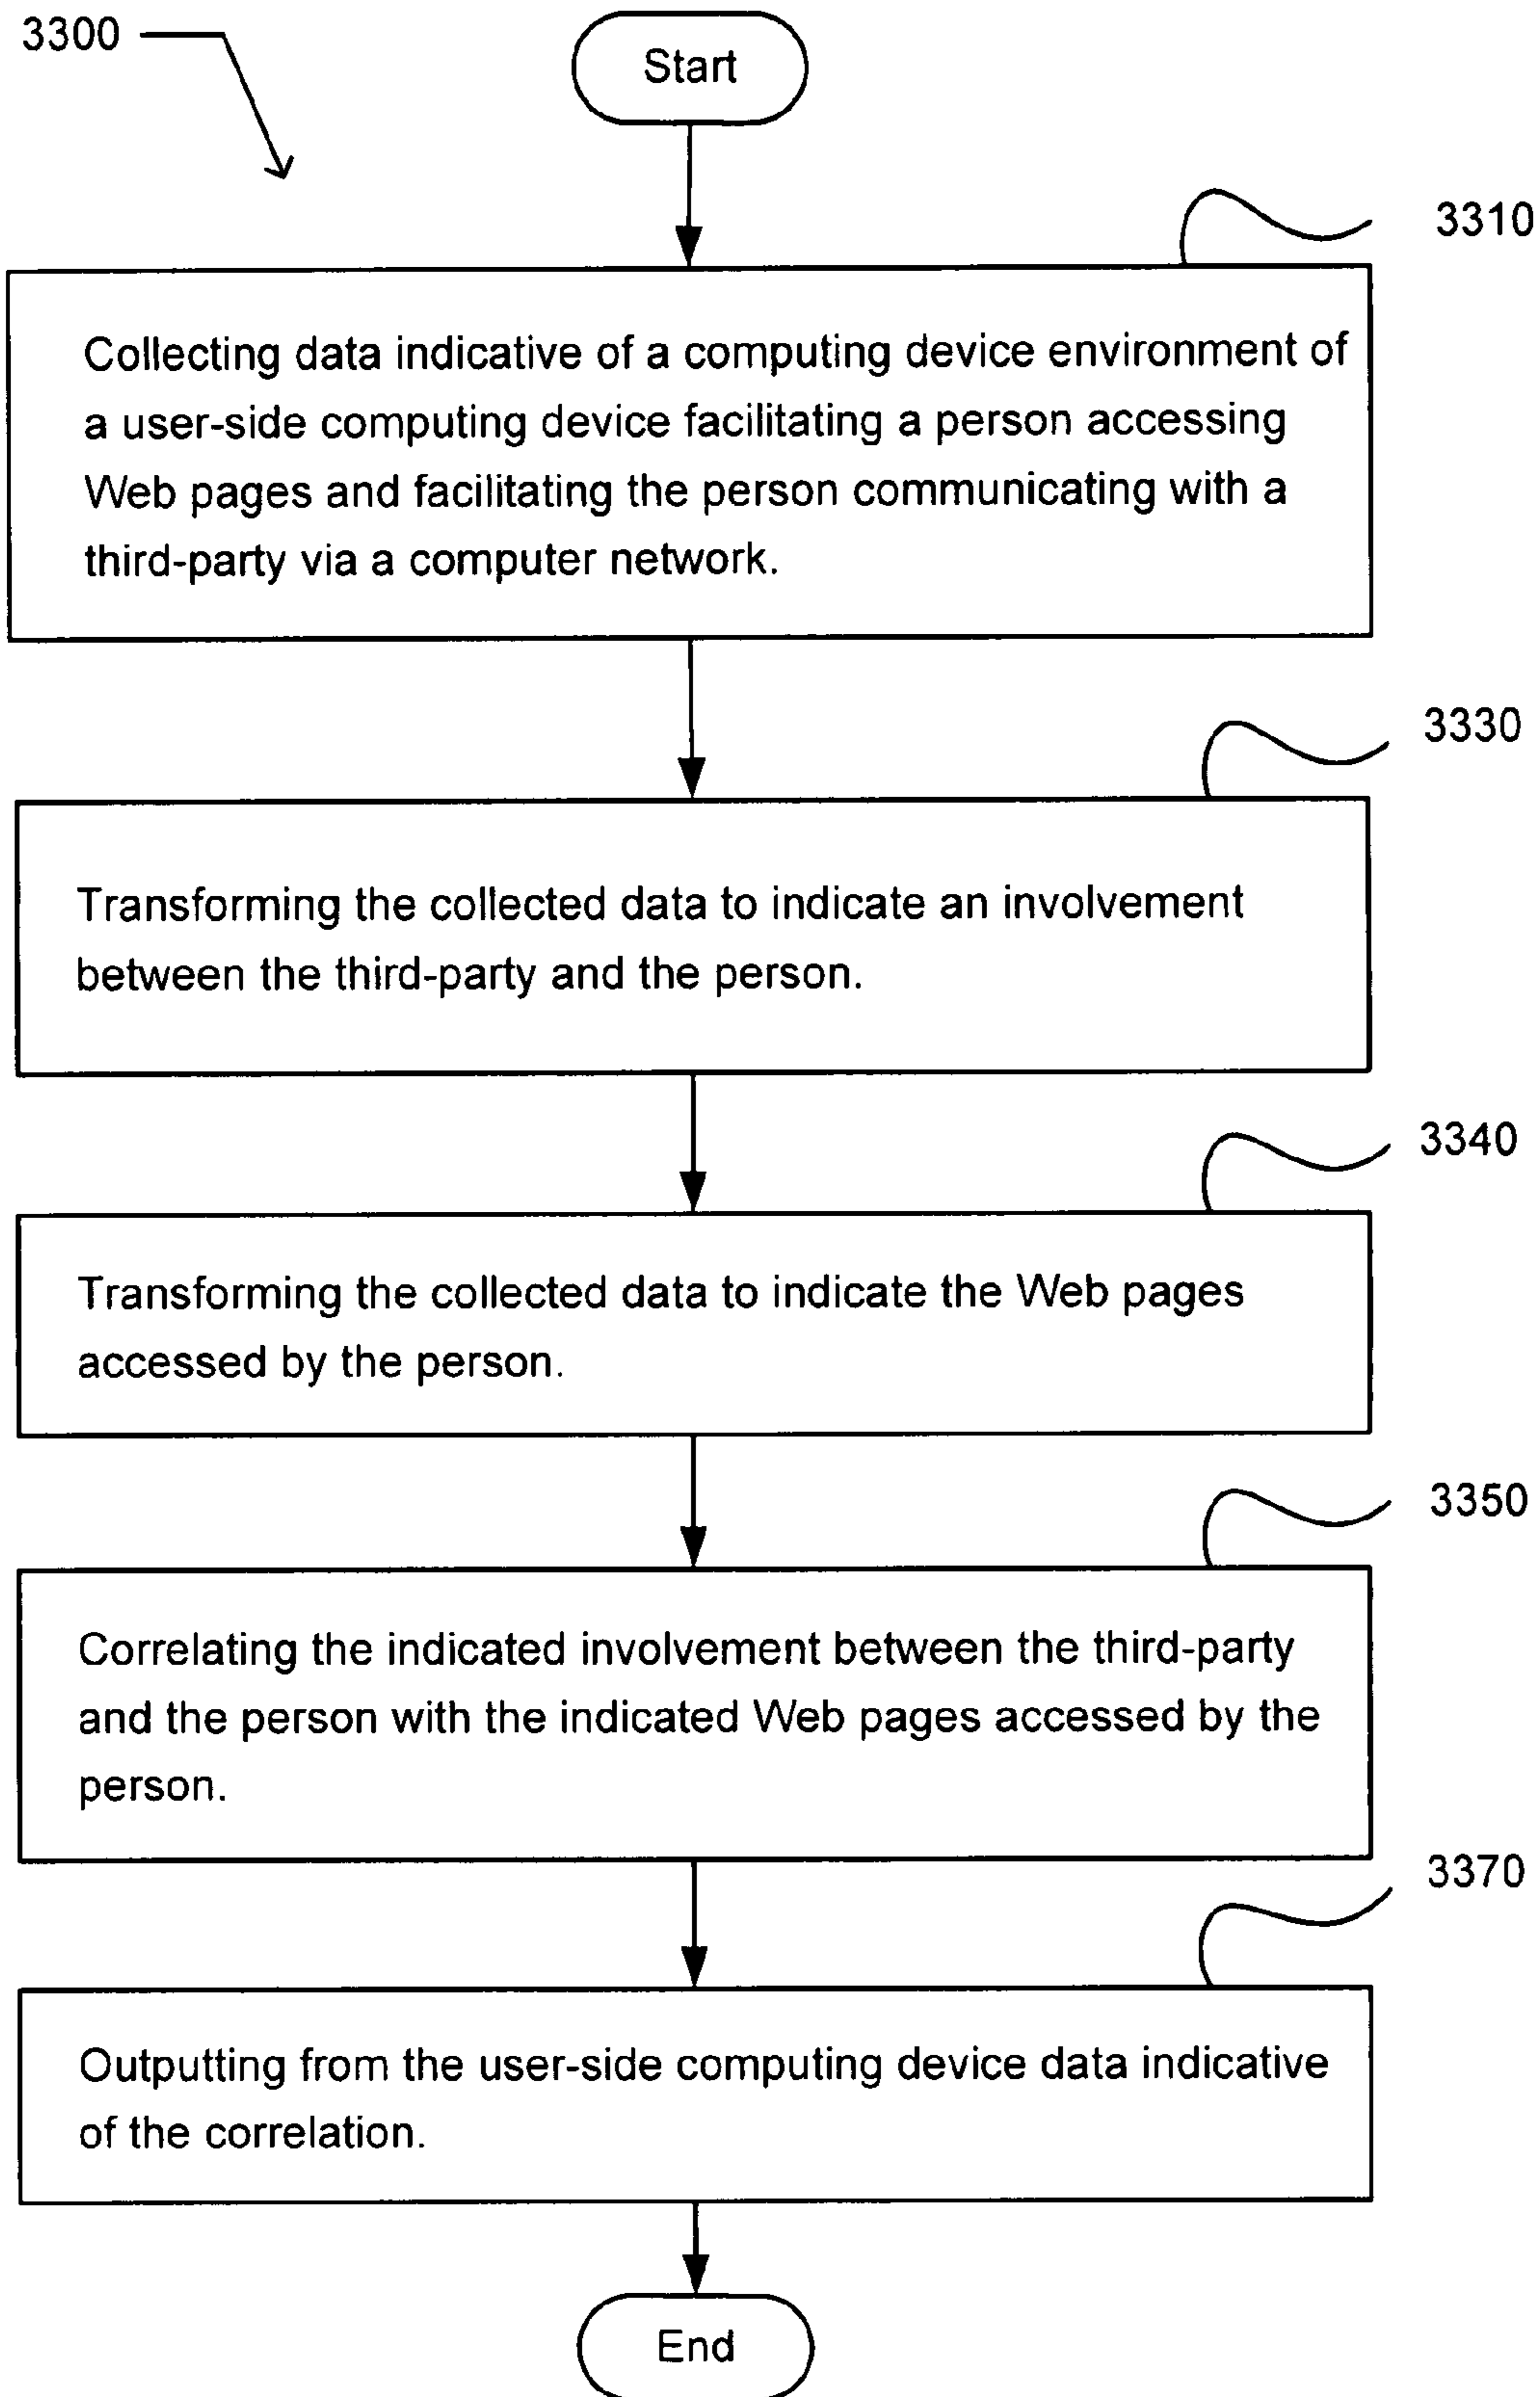 3300
Start
3310
Collecting data indicative of a computing device environment of
a user-side computing device facilitating a person accessing
Web pages and facilitating the person communicating with a
third-party via a computer network.
3330
Transforming the collected data to indicate an involvement
between the third-party and the person.
3340
Transforming the collected data to indicate the Web pages
accessed by the person.
3350
Correlating the indicated involvement between the third-party
and the person with the indicated Web pages accessed by the
person.
3370
Outputting from the user-side computing device data indicative
of the correlation.
End